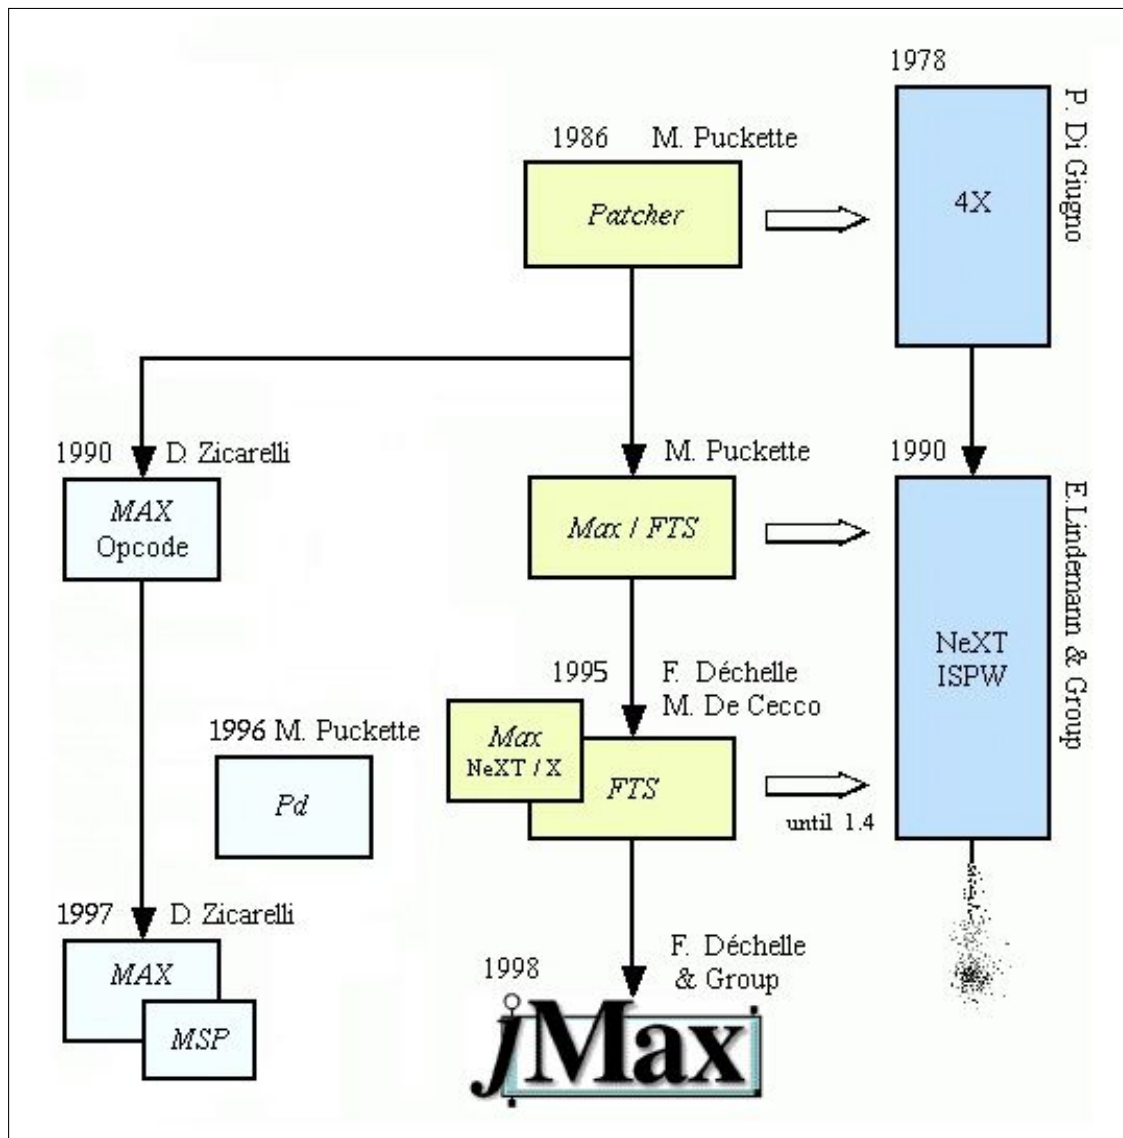 1978
P. Di Giugno
4X
1986 M. Puckette
Patcher
1990 D. Zicarelli
MAX
Opcode
M. Puckette
Max / FTS
1990
E.Lindemann & Group
NeXT
ISPW
1995 F. Déchelle
M. De Cecco
Max
NeXT / X
FTS
until 1.4
1996 M. Puckette
Pd
1997 D. Zicarelli
MAX
MSP
1998 F. Déchelle
& Group
jMax